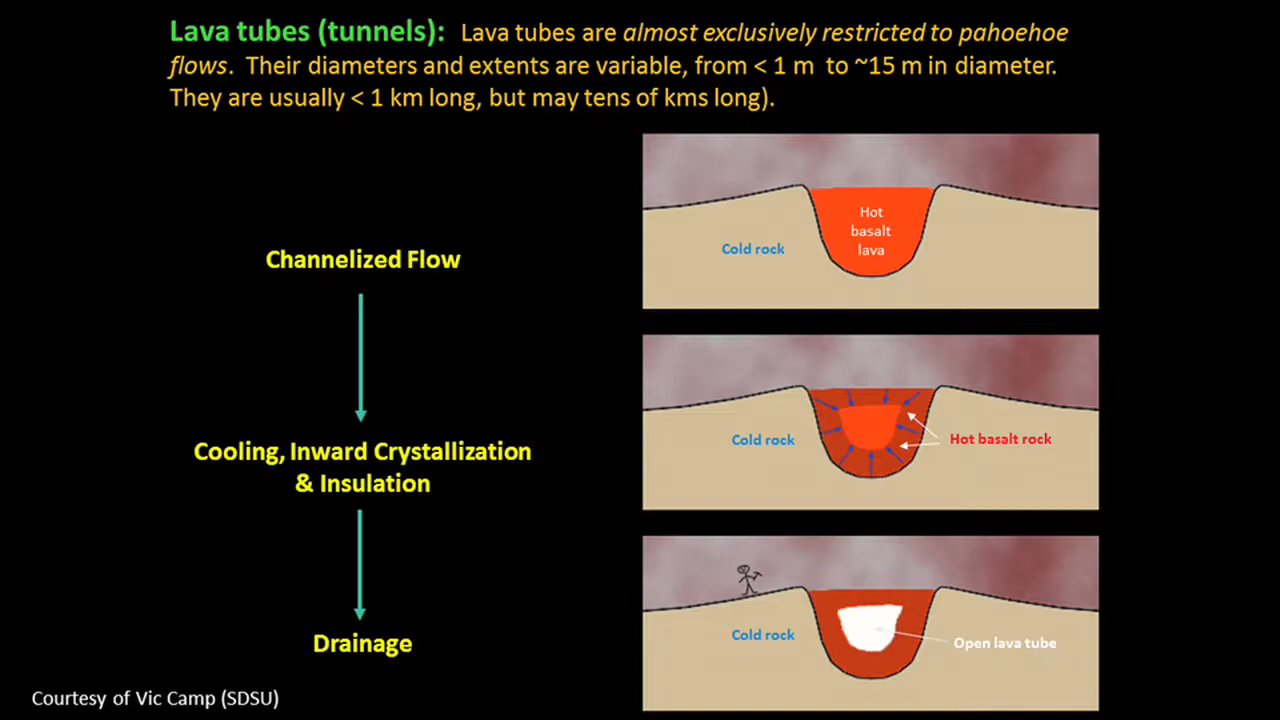 Lava tubes (tunnels): Lava tubes are almost exclusively restricted to pahoehoe
flows. Their diameters and extents are variable, from < 1 m to ~15 m in diameter.
They are usually < 1 km long, but may tens of kms long).
Channelized Flow
Hot
basalt
lava
Cold rock
Cooling, Inward Crystallization
& Insulation
Cold rock
Hot basalt rock
Drainage
Cold rock
Open lava tube
Courtesy of Vic Camp (SDSU)